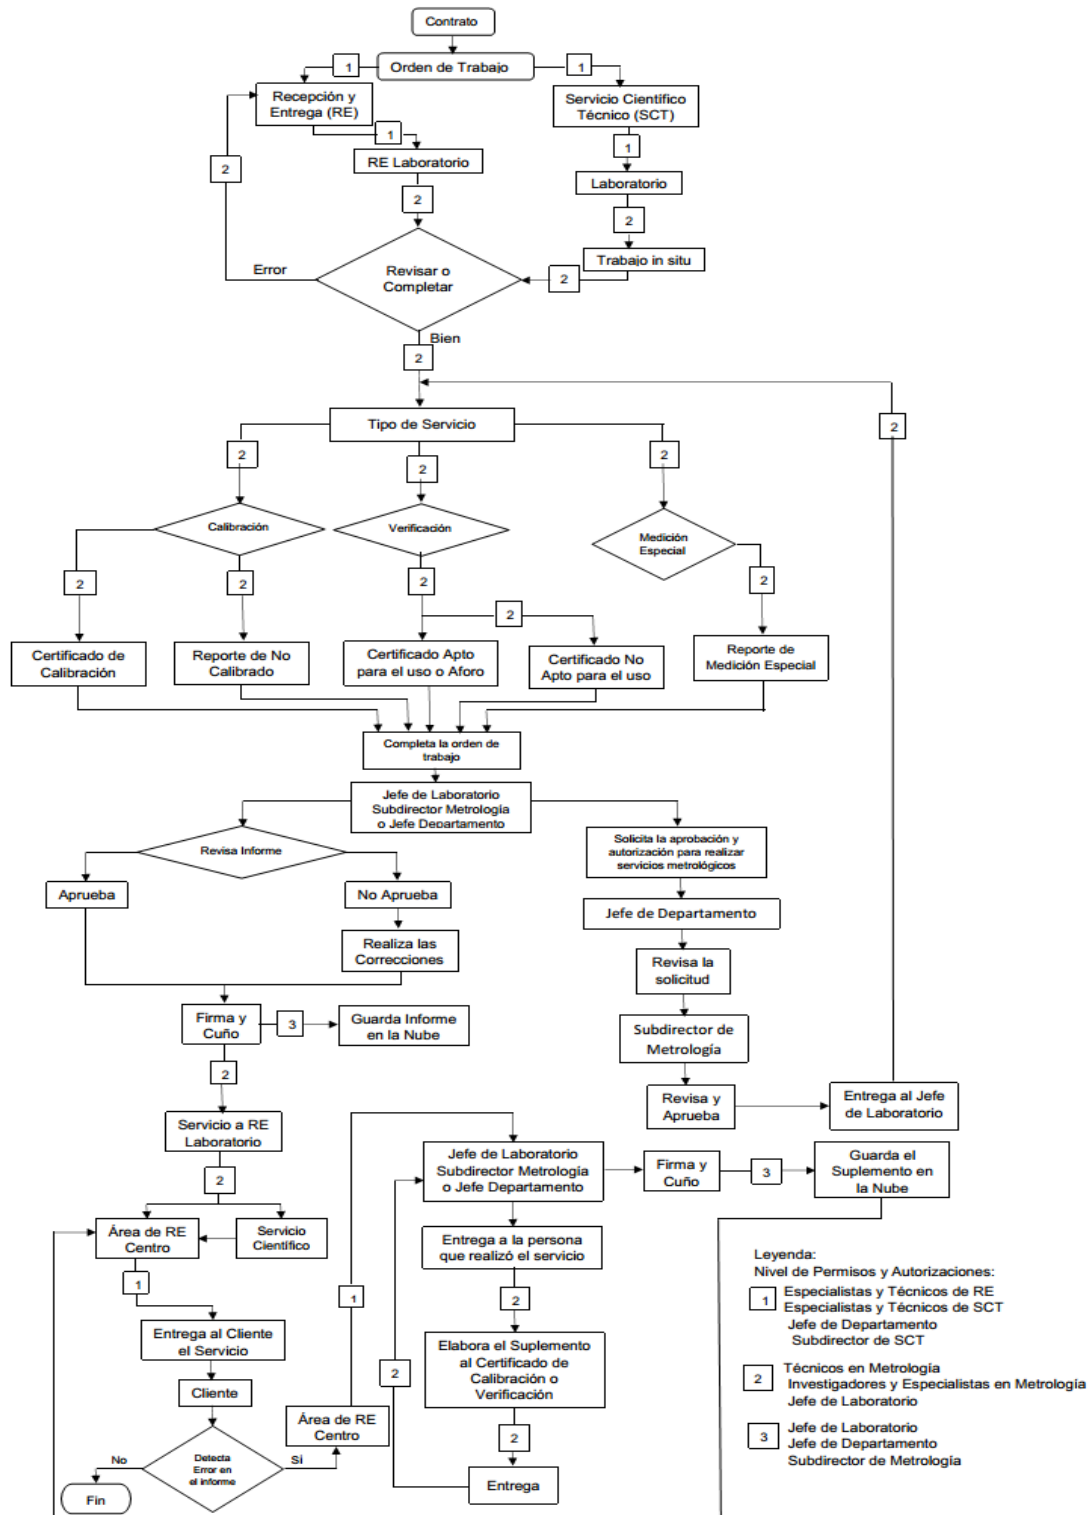 Contrato
Orden de Trabajo
1
1
Recepción y
Entrega (RE)
Servicio Científico
Técnico (SCT)
1
1
RE Laboratorio
Laboratorio
2
2
2
Trabajo in situ
Error
Revisar o
Completar
2
Bien
2
Tipo de Servicio
2
2
2
2
Calibración
Verificación
Medición
Especial
2
2
2
2
2
Certificado de
Calibración
Reporte de No
Calibrado
Certificado Apto
para el uso o Aforo
Certificado No
Apto para el uso
Reporte de
Medición Especial
Completa la orden de
trabajo
Jefe de Laboratorio
Subdirector Metrología
o Jefe Departamento
Revisa Informe
Solicita la aprobación y
autorización para realizar
servicios metrológicos
Aprueba
No Aprueba
Jefe de Departamento
Realiza las
Correcciones
Revisa la
solicitud
Firma y
Cuño
3
Guarda Informe
en la Nube
Subdirector de
Metrología
2
Revisa y
Aprueba
Entrega al Jefe
de Laboratorio
Servicio a RE
Laboratorio
Jefe de Laboratorio
Subdirector Metrología
o Jefe Departamento
Firma y
Cuño
3
Guarda el
Suplemento en
la Nube
2
Área de RE
Centro
Servicio
Científico
Entrega a la persona
que realizó el servicio
1
1
2
Entrega al Cliente
el Servicio
Elabora el Suplemento
al Certificado de
Calibración o
Verificación
2
Cliente
Área de RE
Centro
2
No
Detecta
Error en
el informe
Si
Entrega
Fin
Leyenda:
Nivel de Permisos y Autorizaciones:
1
Especialistas y Técnicos de RE
Especialistas y Técnicos de SCT
Jefe de Departamento
Subdirector de SCT
2
Técnicos en Metrología
Investigadores y Especialistas en Metrología
Jefe de Laboratorio
3
Jefe de Laboratorio
Jefe de Departamento
Subdirector de Metrología